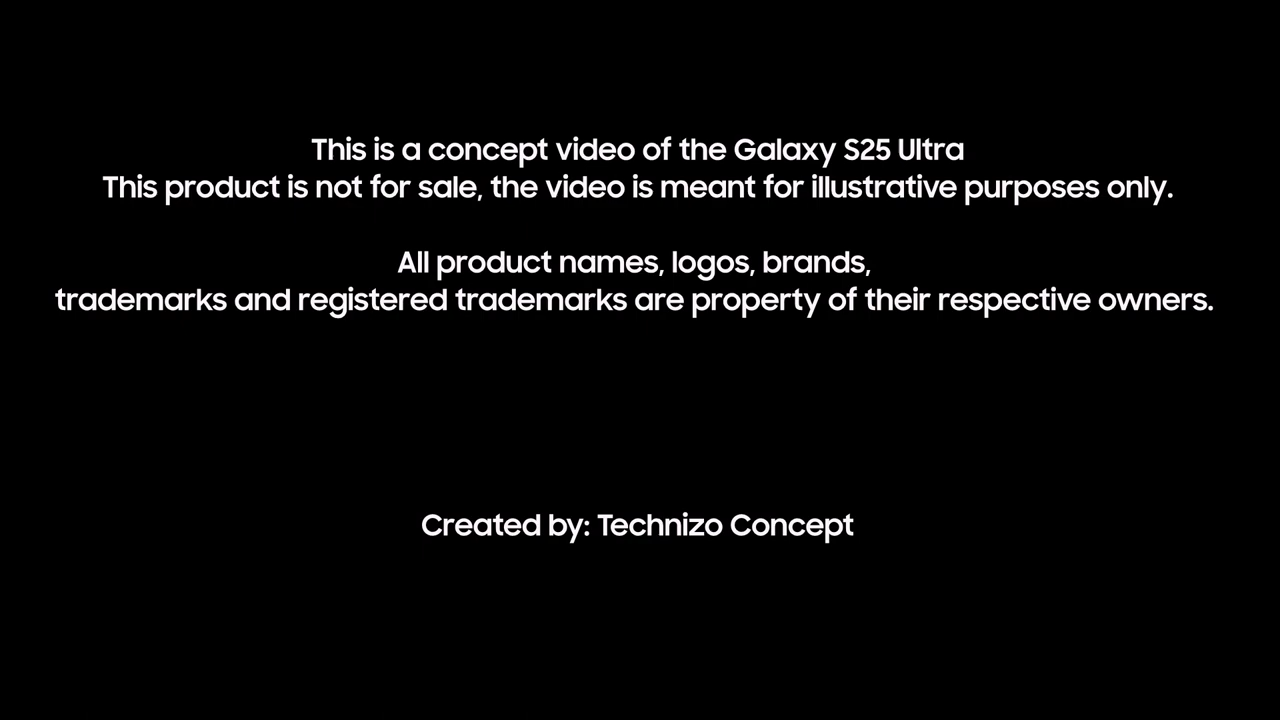 This is a concept video of the Galaxy S25 Ultra
This product is not for sale, the video is meant for illustrative purposes only.
All product names, logos, brands,
trademarks and registered trademarks are property of their respective owners.
Created by: Technizo Concept